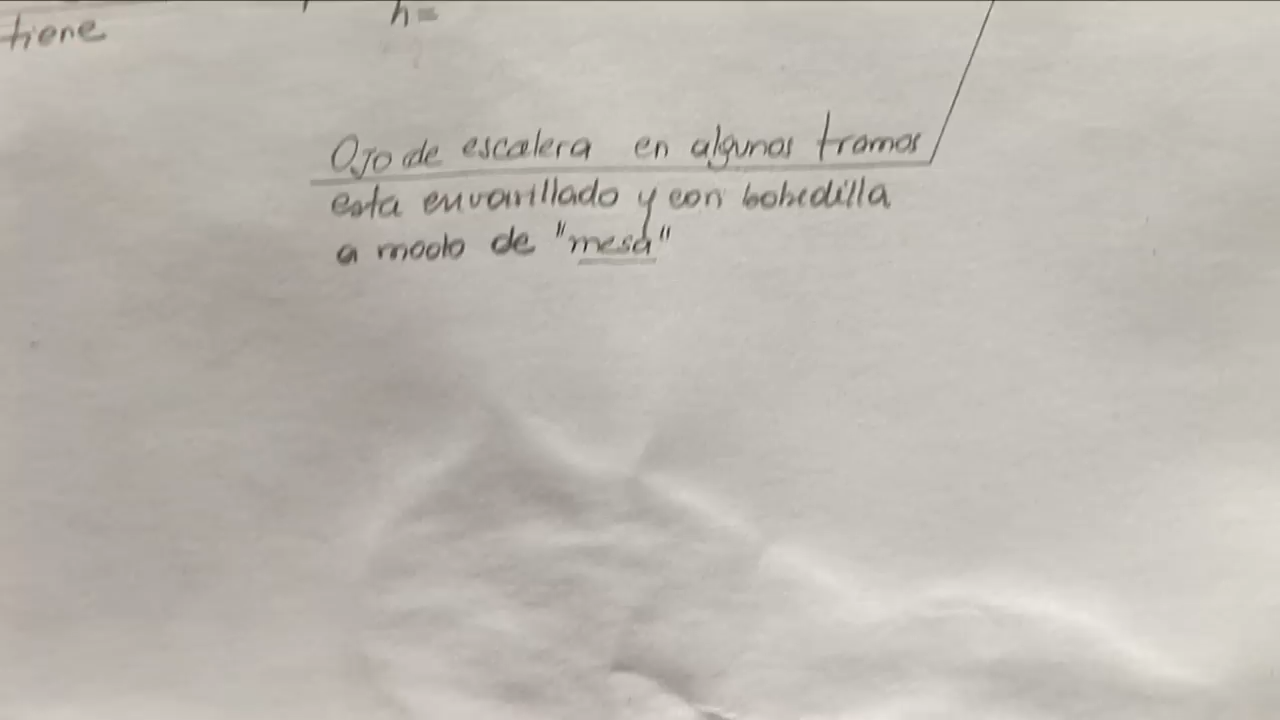 tiene
h=
Ojo de escalera en algunos tramos
esta envarillado y con bobedilla
a modo de "mesa"